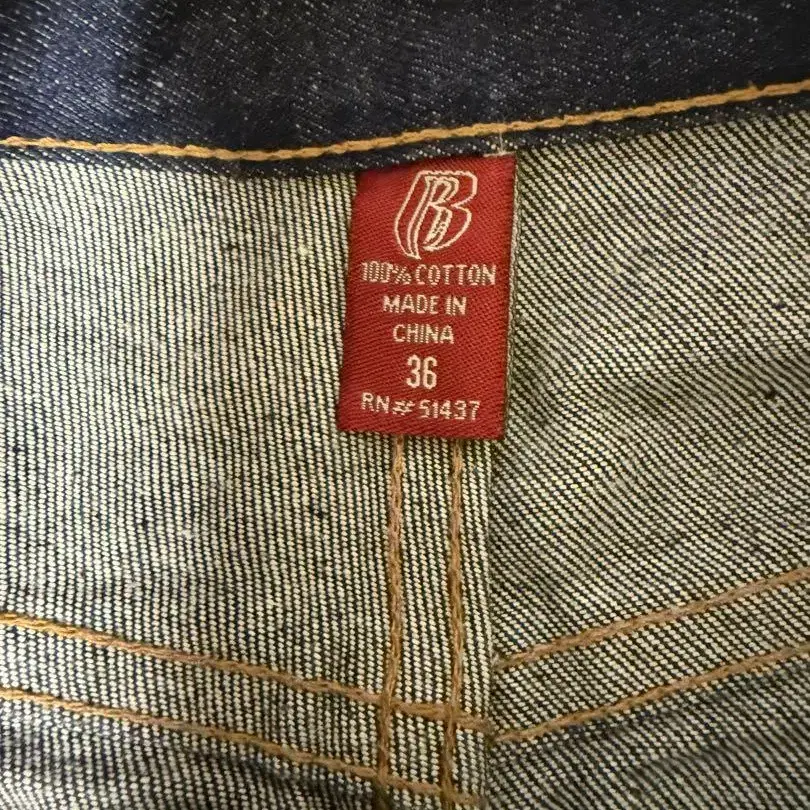 100% COTTON
MADE IN
CHINA
36
RN# 51437